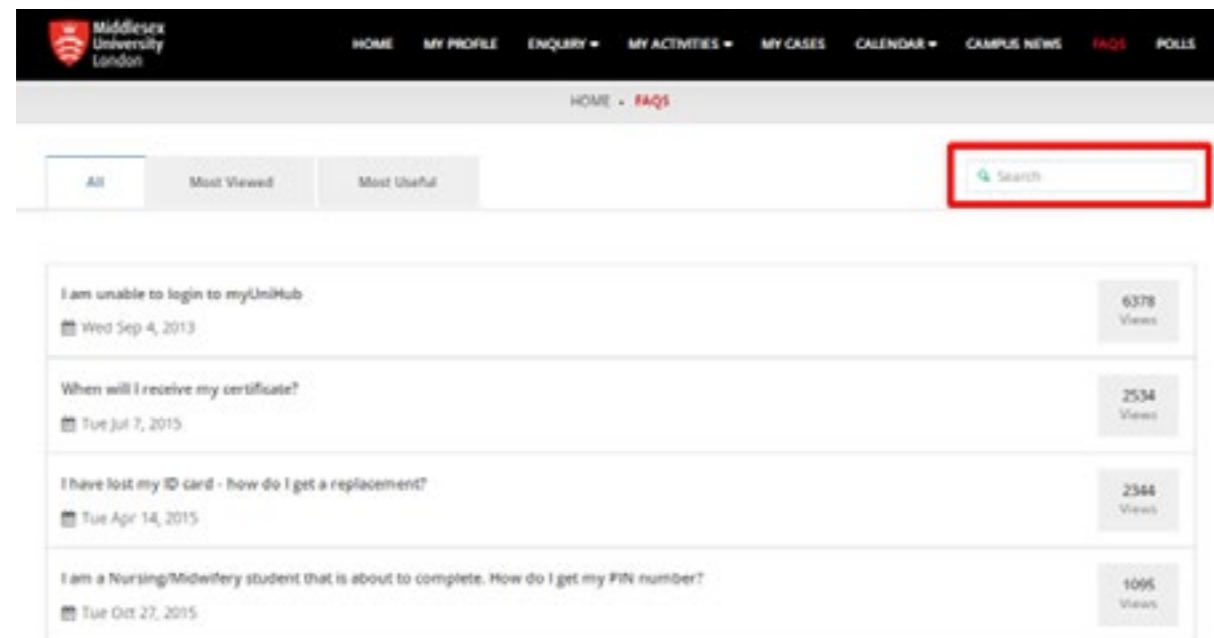 Middlesex
University
London
HOME MY PROFILE ENQUIRY MY ACTIVITIES MY CASES CALENDAR CAMPUS NEWS FAQS POLLS
HOME - FAQS
All Most Viewed Most Useful Search
I am unable to login to myUniHub
Wed Sep 4, 2013
6378
Views
When will I receive my certificate?
Tue Jul 7, 2015
2534
Views
I have lost my ID card - how do I get a replacement?
Tue Apr 14, 2015
2344
Views
I am a Nursing/Midwifery student that is about to complete. How do I get my PIN number?
Tue Oct 27, 2015
1095
Views